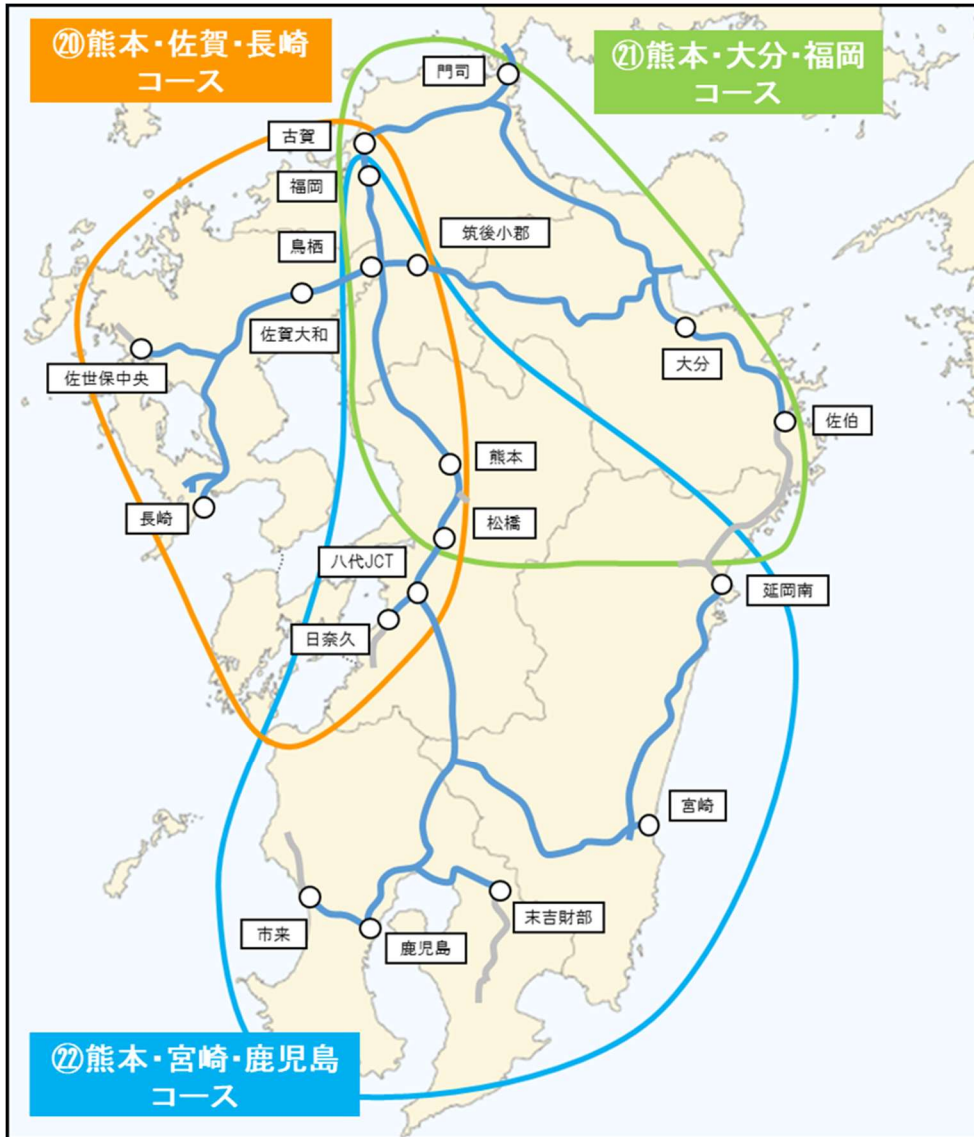 ⑳熊本・佐賀・長崎
コース
㉑熊本・大分・福岡
コース
門司
古賀
福岡
鳥栖
筑後小郡
佐賀大和
佐世保中央
大分
佐伯
熊本
長崎
松橋
八代JCT
延岡南
日奈久
宮崎
市来
鹿児島
末吉財部
㉒熊本・宮崎・鹿児島
コース